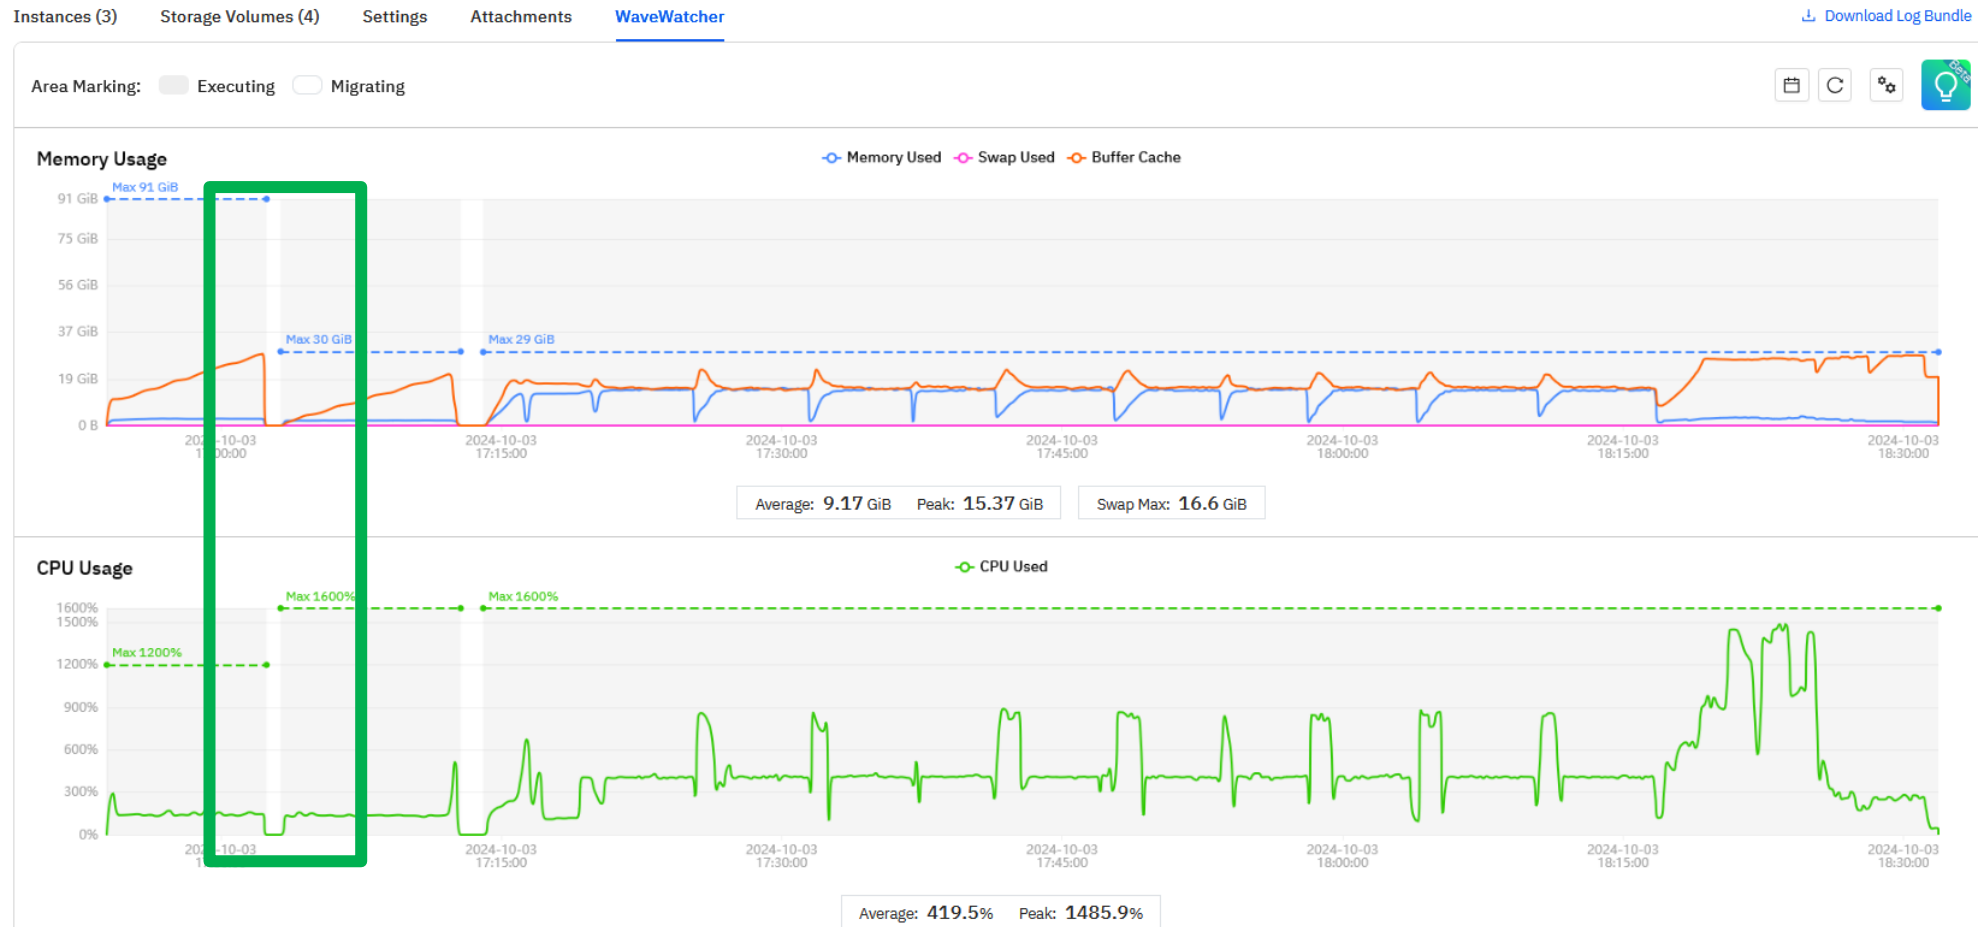 Instances (3) Storage Volumes (4) Settings Attachments WaveWatcher Download Log Bundle
Area Marking: Executing Migrating Beta
Memory Usage Memory Used Swap Used Buffer Cache
Max 91 GiB
91 GiB
75 GiB
56 GiB
37 GiB Max 30 GiB Max 29 GiB
19 GiB
0 B
2024-10-03 2024-10-03 2024-10-03 2024-10-03 2024-10-03 2024-10-03
17:15:00 17:30:00 17:45:00 18:00:00 18:15:00 18:30:00
Average: 9.17 GiB Peak: 15.37 GiB Swap Max: 16.6 GiB
CPU Usage CPU Used
1600% Max 1600% Max 1600%
1500%
1200% Max 1200%
900%
600%
300%
0%
2024-10-03 2024-10-03 2024-10-03 2024-10-03 2024-10-03 2024-10-03
17:15:00 17:30:00 17:45:00 18:00:00 18:15:00 18:30:00
Average: 419.5% Peak: 1485.9%